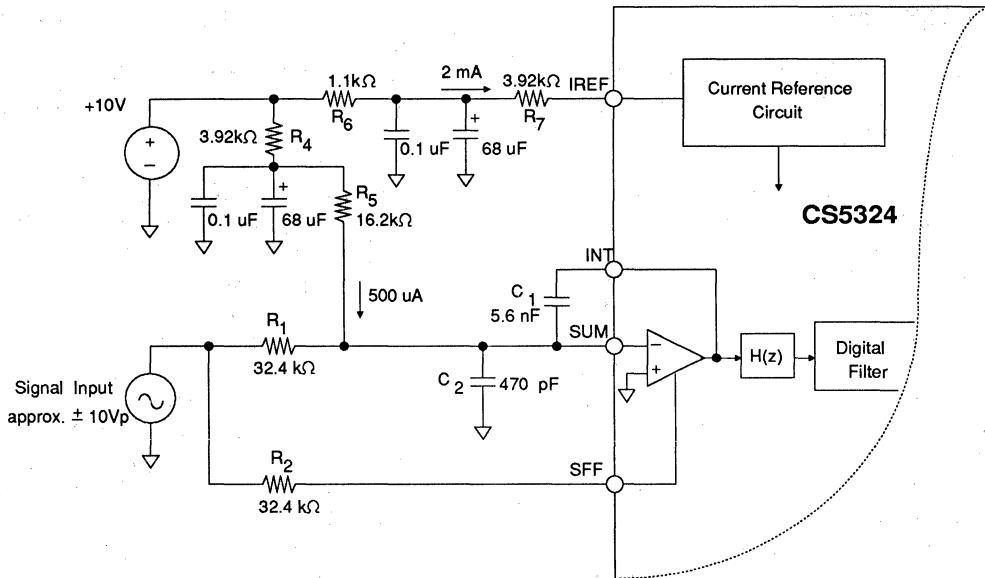 +10V
+
−
1.1kΩ
R6
2 mA
3.92kΩ
R7
IREF
Current Reference
Circuit
3.92kΩ
R4
0.1 uF
+
68 uF
0.1 uF
+
68 uF
R5
16.2kΩ
CS5324
500 uA
INT
C1
5.6 nF
SUM
R1
32.4 kΩ
C2
470 pF
−
+
H(z)
Digital
Filter
Signal Input
approx. ± 10Vp
R2
32.4 kΩ
SFF